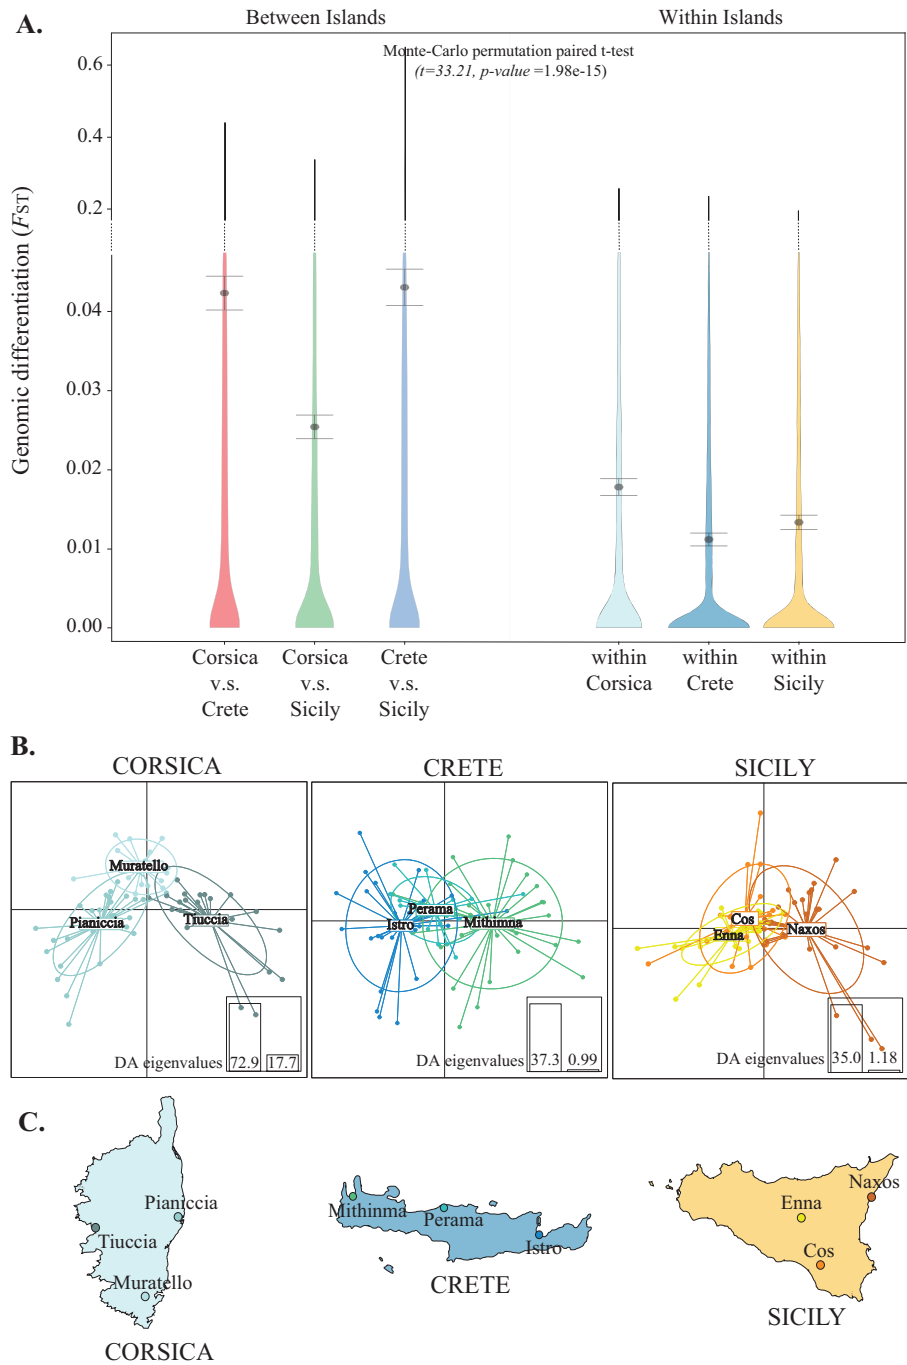 A.
Between Islands
Within Islands
Monte-Carlo permutation paired t-test
(t=33.21, p-value =1.98e-15)
Genomic differentiation (FST)
0.6
0.4
0.2
0.04
0.03
0.02
0.01
0.00
Corsica
v.s.
Crete
Corsica
v.s.
Sicily
Crete
v.s.
Sicily
within
Corsica
within
Crete
within
Sicily
B.
CORSICA
Muratello
Pianiccia
Tiuccia
DA eigenvalues
72.9
17.7
CRETE
Perama
Istro
Mithimna
DA eigenvalues
37.3
0.99
SICILY
Cos
Enna
Naxos
DA eigenvalues
35.0
1.18
C.
Pianiccia
Tiuccia
Muratello
CORSICA
Mithinma
Perama
Istro
CRETE
Naxos
Enna
Cos
SICILY